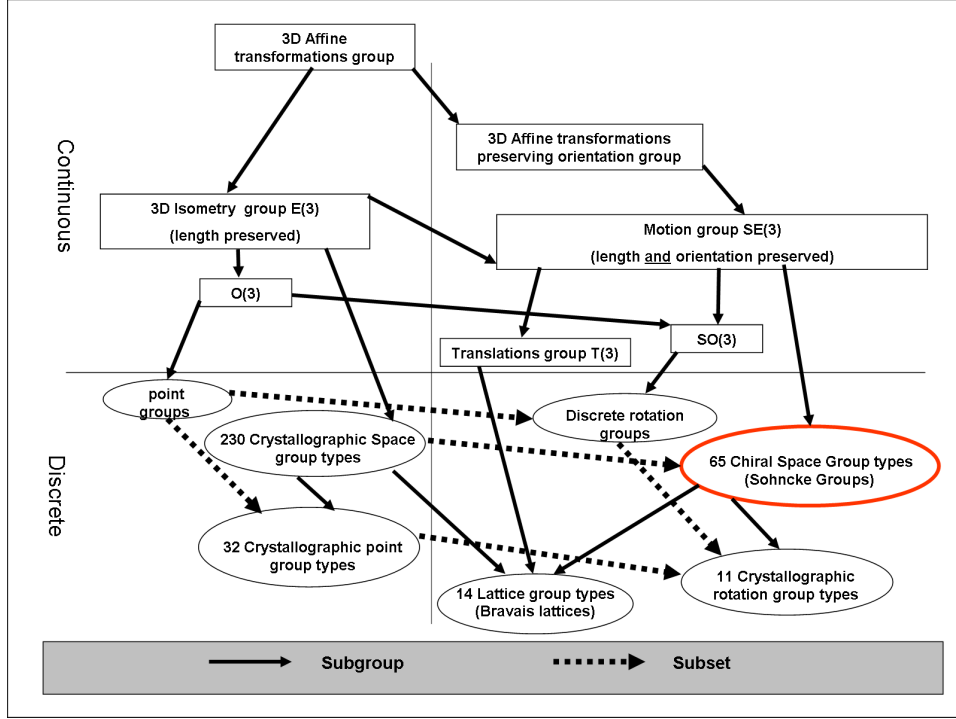 3D Affine
transformations group
3D Affine transformations
preserving orientation group
Continuous
3D Isometry group E(3)
(length preserved)
Motion group SE(3)
(length and orientation preserved)
O(3)
SO(3)
Translations group T(3)
point
groups
Discrete rotation
groups
230 Crystallographic Space
group types
65 Chiral Space Group types
(Sohncke Groups)
Discrete
32 Crystallographic point
group types
14 Lattice group types
(Bravais lattices)
11 Crystallographic
rotation group types
Subgroup
Subset